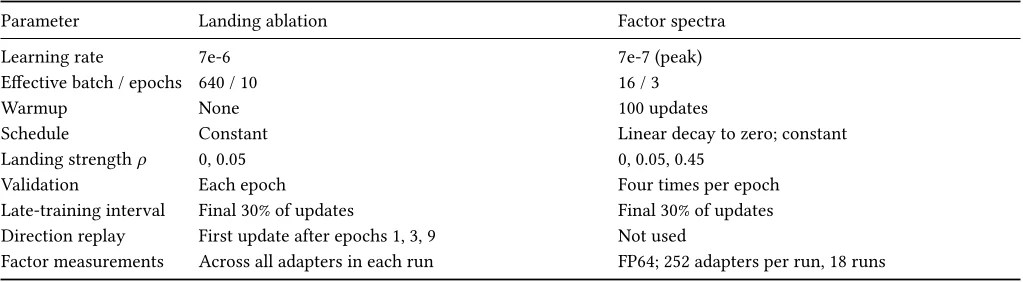 Parameter Landing ablation Factor spectra
Learning rate 7e-6 7e-7 (peak)
Effective batch / epochs 640 / 10 16 / 3
Warmup None 100 updates
Schedule Constant Linear decay to zero; constant
Landing strength ρ 0, 0.05 0, 0.05, 0.45
Validation Each epoch Four times per epoch
Late-training interval Final 30% of updates Final 30% of updates
Direction replay First update after epochs 1, 3, 9 Not used
Factor measurements Across all adapters in each run FP64; 252 adapters per run, 18 runs